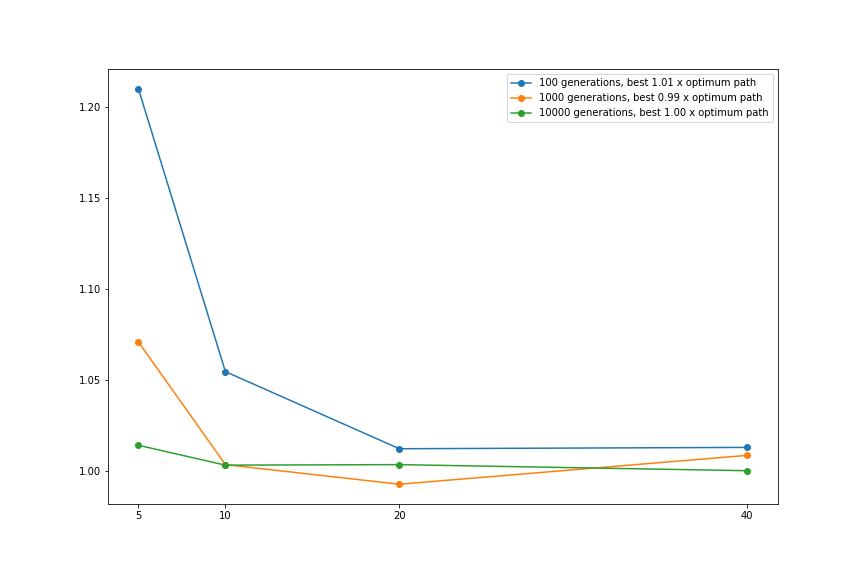 100 generations, best 1.01 x optimum path
1000 generations, best 0.99 x optimum path
10000 generations, best 1.00 x optimum path
1.20
1.15
1.10
1.05
1.00
5 10 20 40